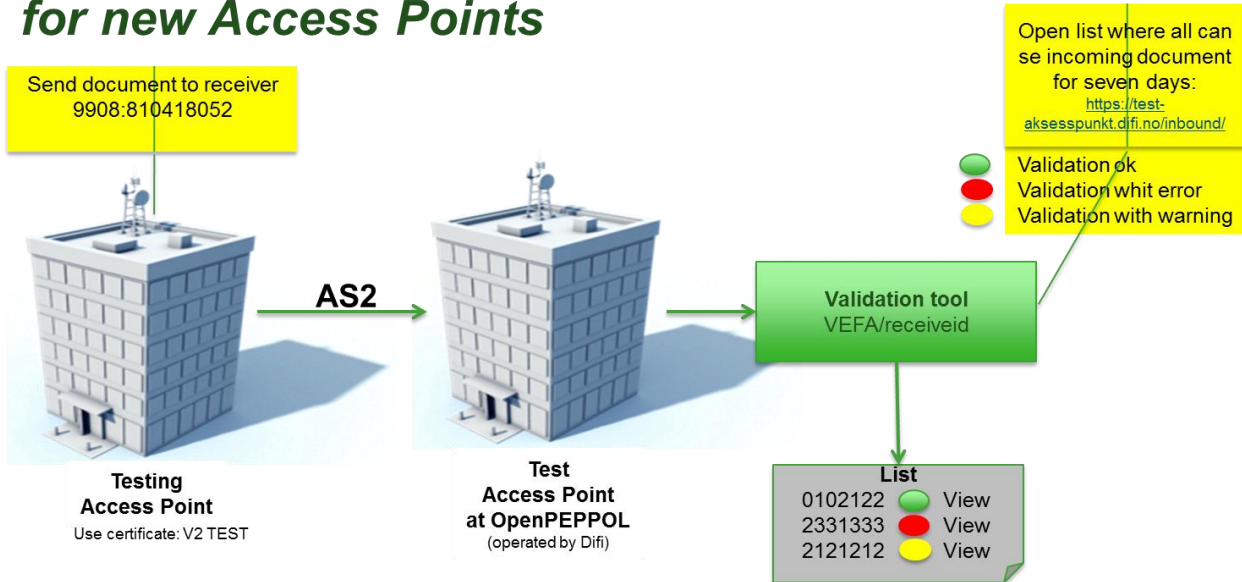 for new Access Points
Send document to receiver
9908:810418052
Open list where all can
se incoming document
for seven days:
https://test-
aksesspunkt.difi.no/inbound/
Validation ok
Validation whit error
Validation with warning
AS2
Validation tool
VEFA/receiveid
Testing
Access Point
Use certificate: V2 TEST
Test
Access Point
at OpenPEPPOL
(operated by Difi)
List
0102122 View
2331333 View
2121212 View